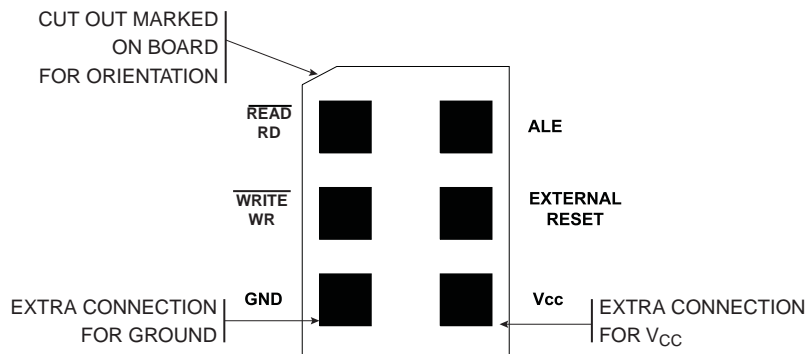 CUT OUT MARKED
ON BOARD
FOR ORIENTATION
READ
RD
ALE
WRITE
WR
EXTERNAL
RESET
GND
Vcc
EXTRA CONNECTION
FOR GROUND
EXTRA CONNECTION
FOR VCC